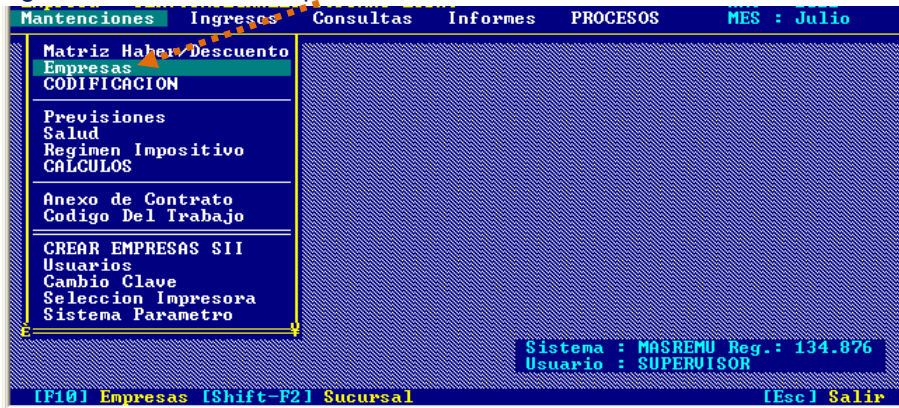 Mantenciones Ingresos Consultas Informes PROCESOS MES : Julio
Matriz Haber/Descuento
Empresas
CODIFICACION
Previsiones
Salud
Regimen Impositivo
CALCULOS
Anexo de Contrato
Codigo Del Trabajo
CREAR EMPRESAS SII
Usuarios
Cambio Clave
Seleccion Impresora
Sistema Parametro
Sistema : MASREMU Reg.: 134.876
Usuario : SUPERVISOR
[F10] Empresas [Shift-F2] Sucursal [Esc] Salir